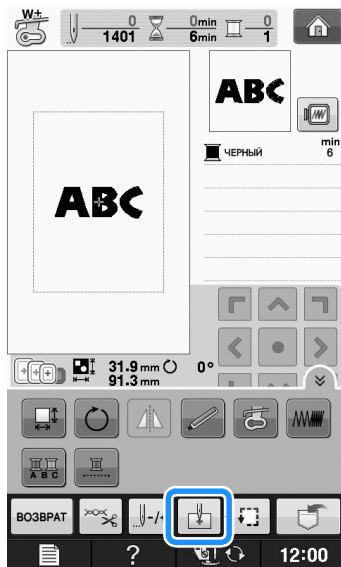 W±
0 0min 0
1401 6min 1
ABC
ABC
min
ЧЕРНЫЙ 6
31.9 mm 0°
91.3 mm
A B C
ВОЗВРАТ
? 12:00